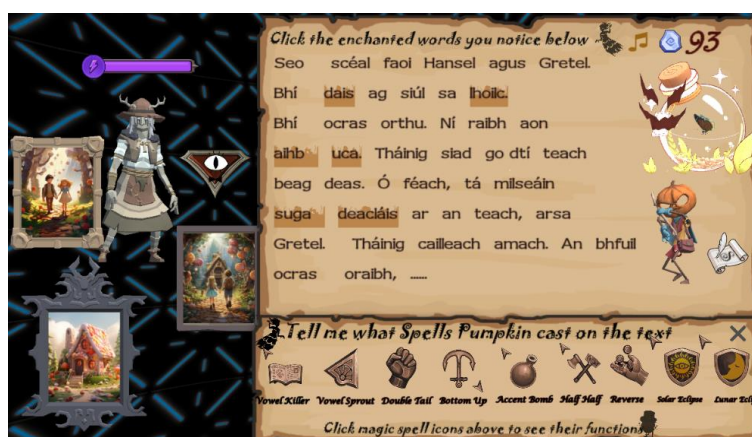 Click the enchanted words you notice below
93
Seo scéal faoi Hansel agus Gretel.
Bhí dais ag siúl sa lhoilc.
Bhí ocras orthu. Ní raibh aon
aihb uca. Tháinig siad go dtí teach
beag deas. Ó féach, tá milseáin
suga deacláis ar an teach, arsa
Gretel. Tháinig cailleach amach. An bhfuil
ocras oraibh, ......
Tell me what Spells Pumpkin cast on the text
Vowel Killer Vowel Sprout Double Tail Bottom Up Accent Bomb Half Half Reverse Solar Eclipse Lunar Ecli
Click magic spell icons above to see their functions